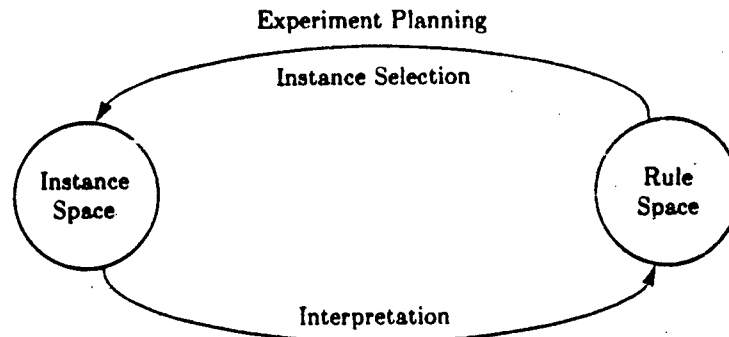 Experiment Planning
Instance Selection
Instance
Space
Rule
Space
Interpretation